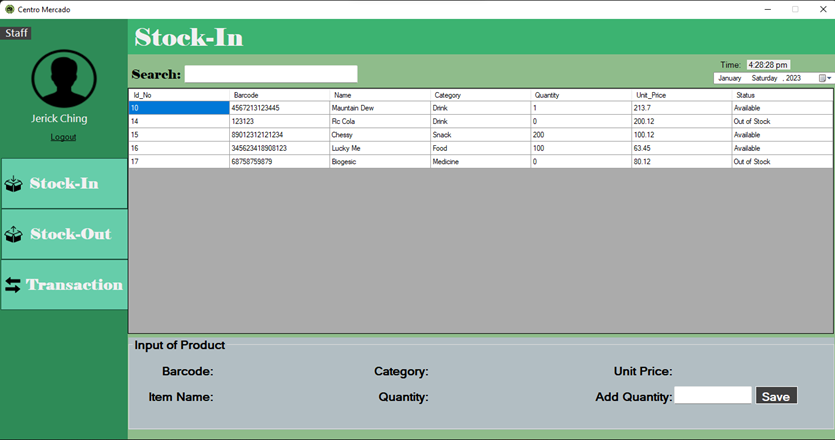 Centro Mercado
Staff
Jerick Ching
Logout
Stock-In
Stock-Out
Transaction
Stock-In
Search:
Time: 4:28:28 pm
January Saturday , 2023
Id_No Barcode Name Category Quantity Unit_Price Status
10 4567213123445 Mauntain Dew Drink 1 213.7 Available
14 123123 Rc Cola Drink 0 200.12 Out of Stock
15 89012312121234 Chessy Snack 200 100.12 Available
16 345623418908123 Lucky Me Food 100 63.45 Available
17 68758759879 Biogesic Medicine 0 80.12 Out of Stock
Input of Product
Barcode: Category: Unit Price:
Item Name: Quantity: Add Quantity: Save